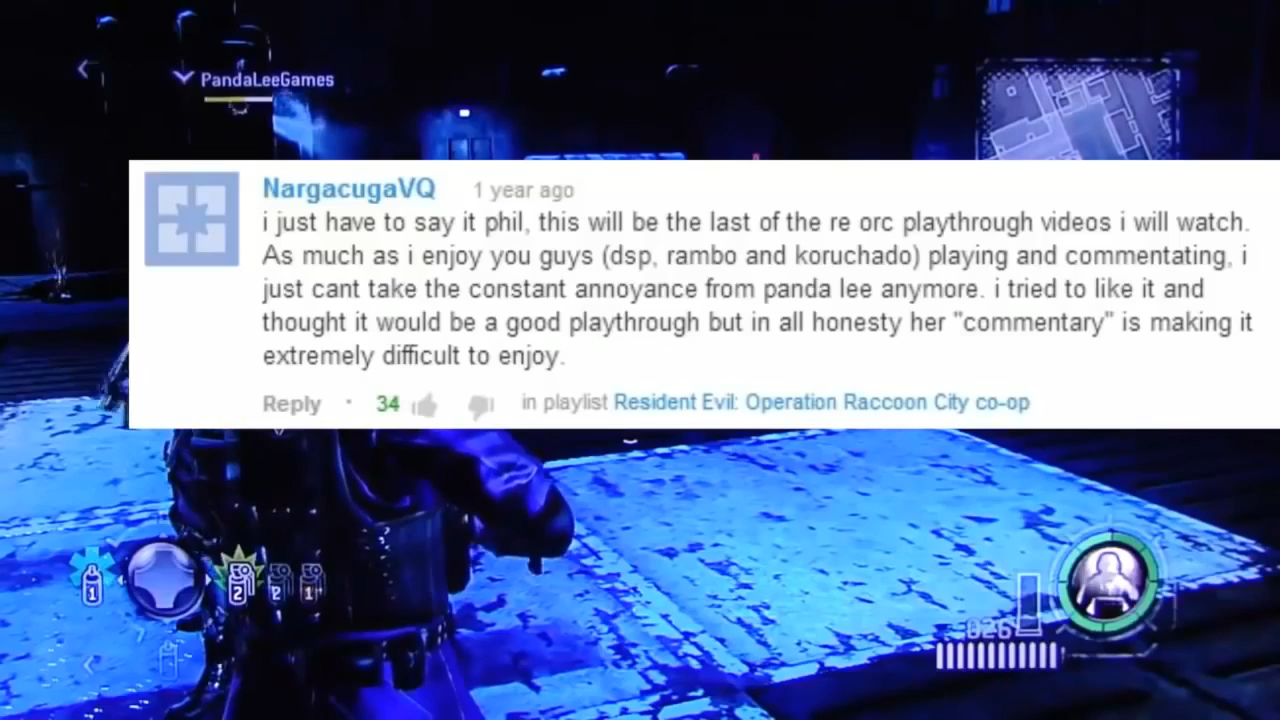 PandaLeeGames
NargacugaVQ 1 year ago
i just have to say it phil, this will be the last of the re orc playthrough videos i will watch.
As much as i enjoy you guys (dsp, rambo and koruchado) playing and commentating, i
just cant take the constant annoyance from panda lee anymore. i tried to like it and
thought it would be a good playthrough but in all honesty her "commentary" is making it
extremely difficult to enjoy.
Reply · 34 in playlist Resident Evil: Operation Raccoon City co-op
1 2 2 1
026